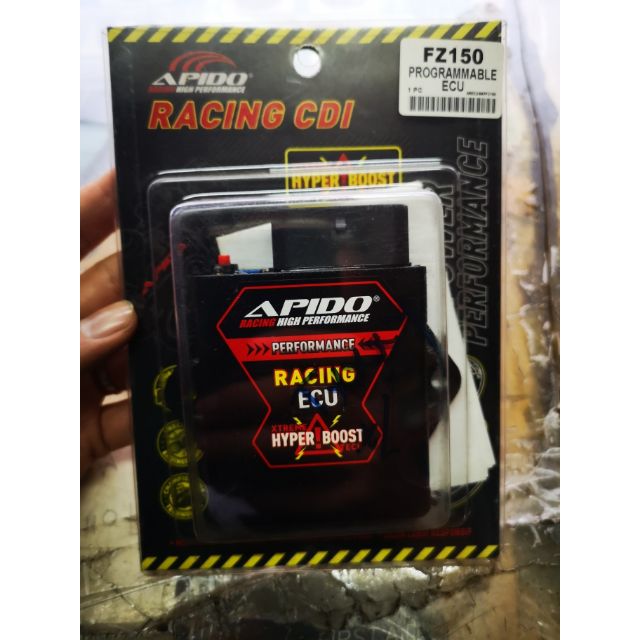 APIDO®
RACING HIGH PERFORMANCE
RACING CDI
FZ150
PROGRAMMABLE
ECU
1 PC
HYPER BOOST
PERFORMANCE
APIDO®
RACING HIGH PERFORMANCE
>>>> PERFORMANCE <<<<
RACING
ECU
XTREME
HYPER BOOST